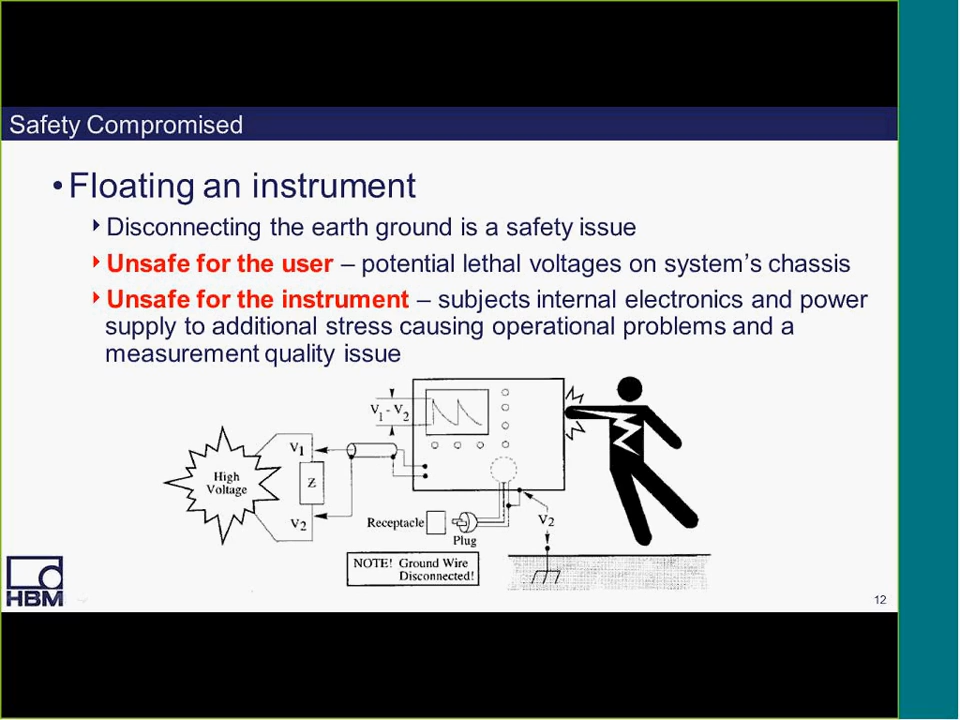 Safety Compromised
•Floating an instrument
Disconnecting the earth ground is a safety issue
Unsafe for the user – potential lethal voltages on system's chassis
Unsafe for the instrument – subjects internal electronics and power
supply to additional stress causing operational problems and a
measurement quality issue
V1 - V2
High
Voltage
V1
Z
V2
Receptacle
Plug
V2
NOTE! Ground Wire
Disconnected!
HBM
12